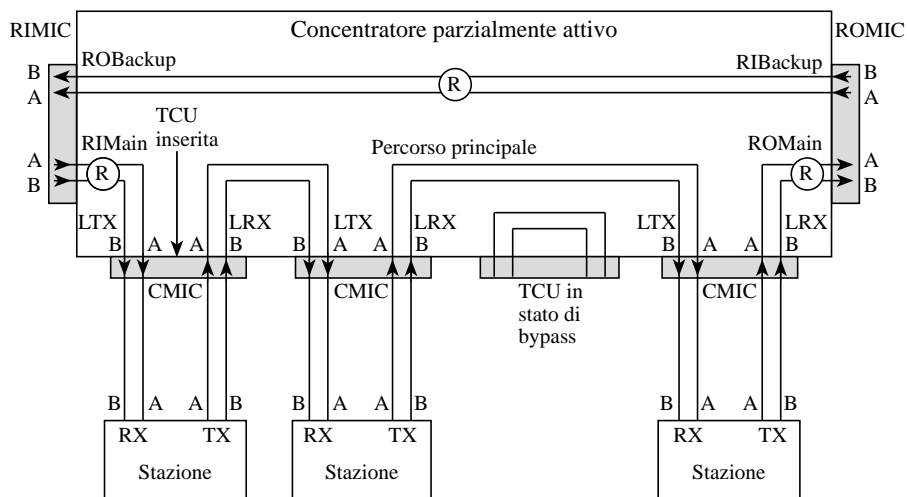 RIMIC
Concentratore parzialmente attivo
ROMIC
B
ROBackup
RIBackup
B
R
A
A
TCU
inserita
RIMain
Percorso principale
ROMain
A
A
R
R
B
B
LTX
LRX
LTX
LRX
LTX
LRX
B
A
A
B
B
A
A
B
B
A
A
B
CMIC
CMIC
TCU in
stato di
bypass
CMIC
B
A
A
B
B
A
A
B
B
A
A
B
RX
TX
RX
TX
RX
TX
Stazione
Stazione
Stazione